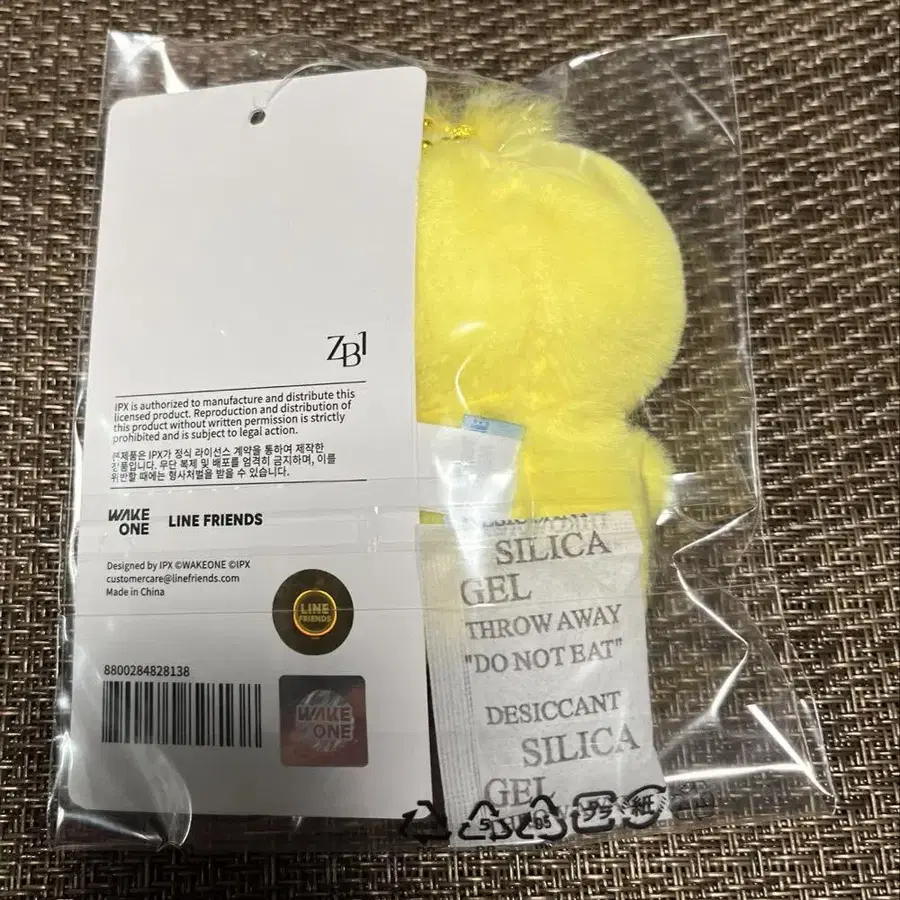 ZB1
IPX is authorized to manufacture and distribute this
licensed product. Reproduction and distribution of
this product without written permission is strictly
prohibited and is subject to legal action.
본제품은 IPX가 정식 라이선스 계약을 통하여 제작한
정품입니다. 무단 복제 및 배포를 엄격히 금지하며, 이를
위반할 때에는 형사처벌을 받을 수 있습니다.
WAKE
ONE
LINE FRIENDS
Designed by IPX ©WAKEONE ©IPX
customercare@linefriends.com
Made in China
LINE
FRIENDS
8800284828138
WAKE
ONE
SILICA
GEL
THROW AWAY
"DO NOT EAT"
DESICCANT
SILICA
GEL
プラ
紙